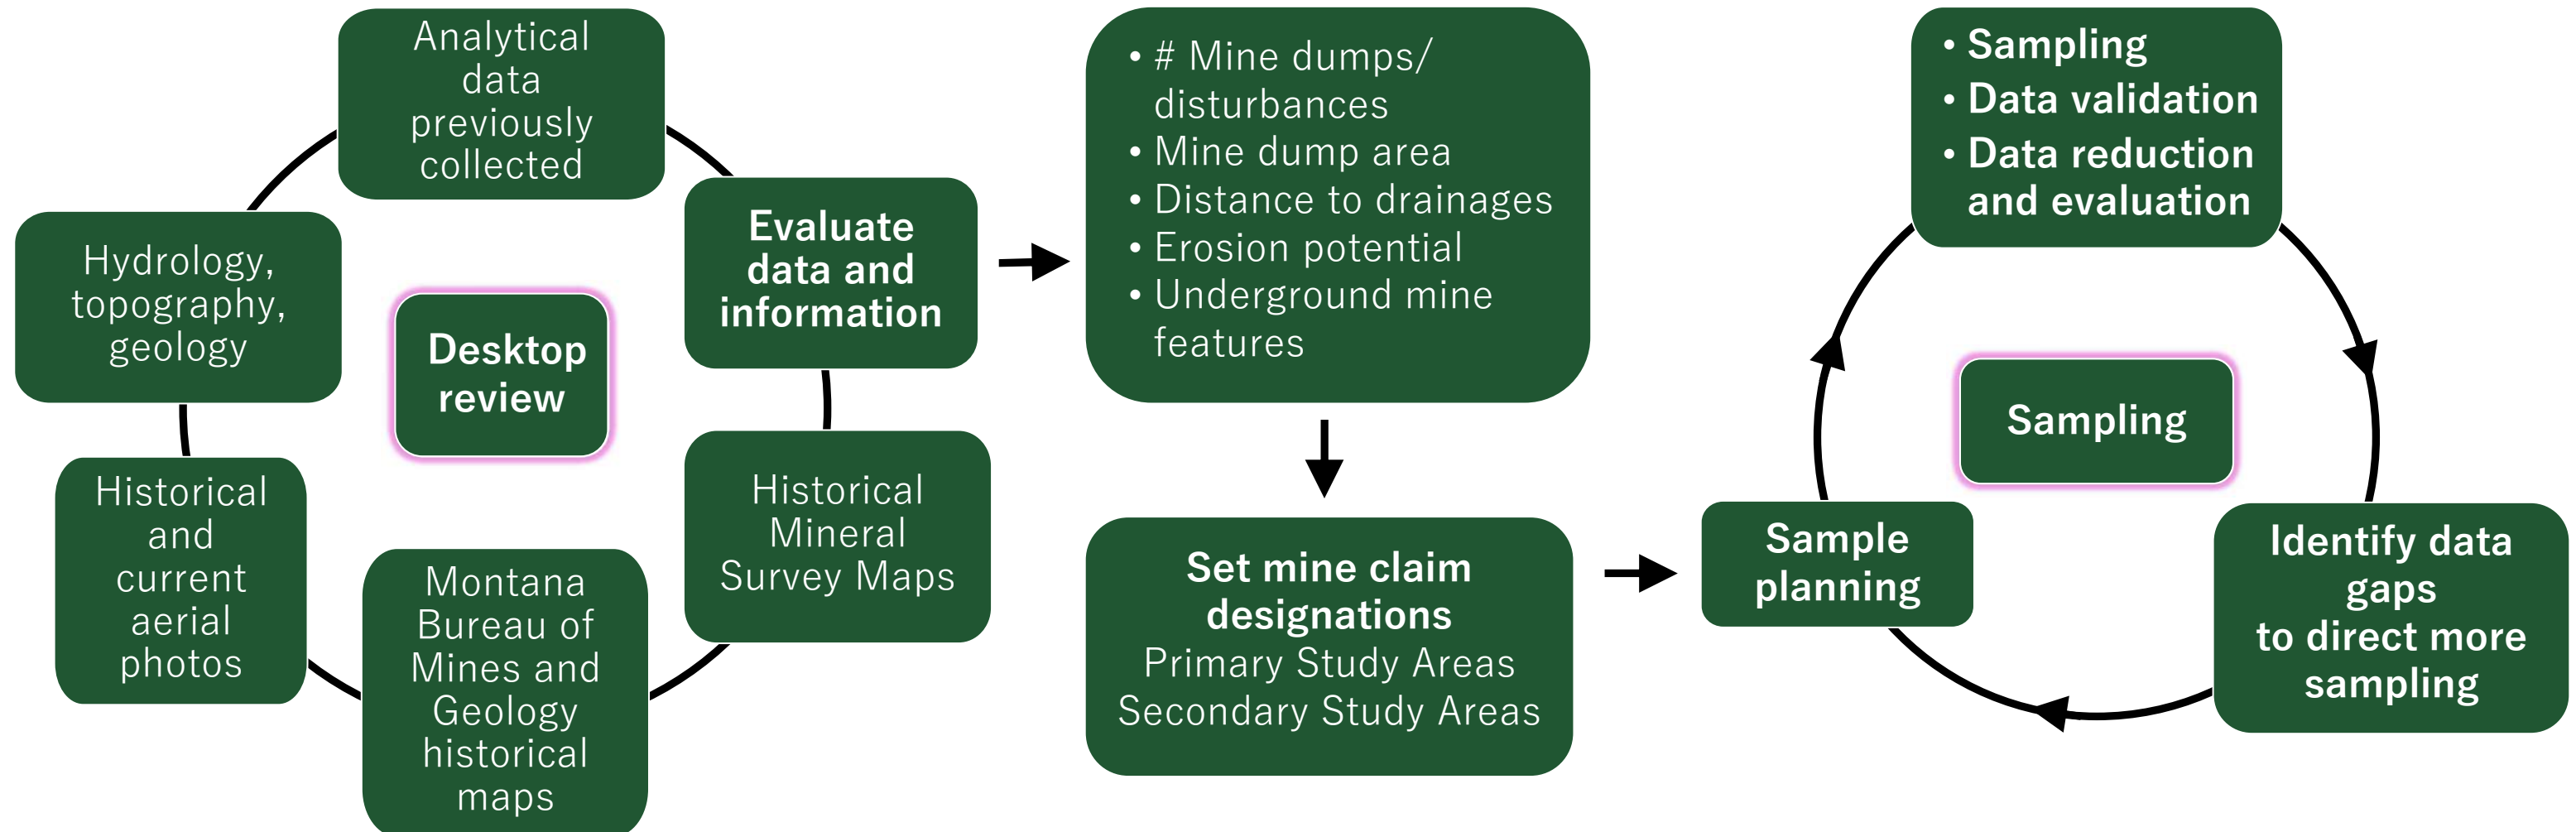 Analytical
data
previously
collected
Hydrology,
topography,
geology
Desktop
review
Evaluate
data and
information
Historical
and
current
aerial
photos
Montana
Bureau of
Mines and
Geology
historical
maps
Historical
Mineral
Survey Maps
• # Mine dumps/
disturbances
• Mine dump area
• Distance to drainages
• Erosion potential
• Underground mine
features
Set mine claim
designations
Primary Study Areas
Secondary Study Areas
Sample
planning
• Sampling
• Data validation
• Data reduction
and evaluation
Sampling
Identify data
gaps
to direct more
sampling